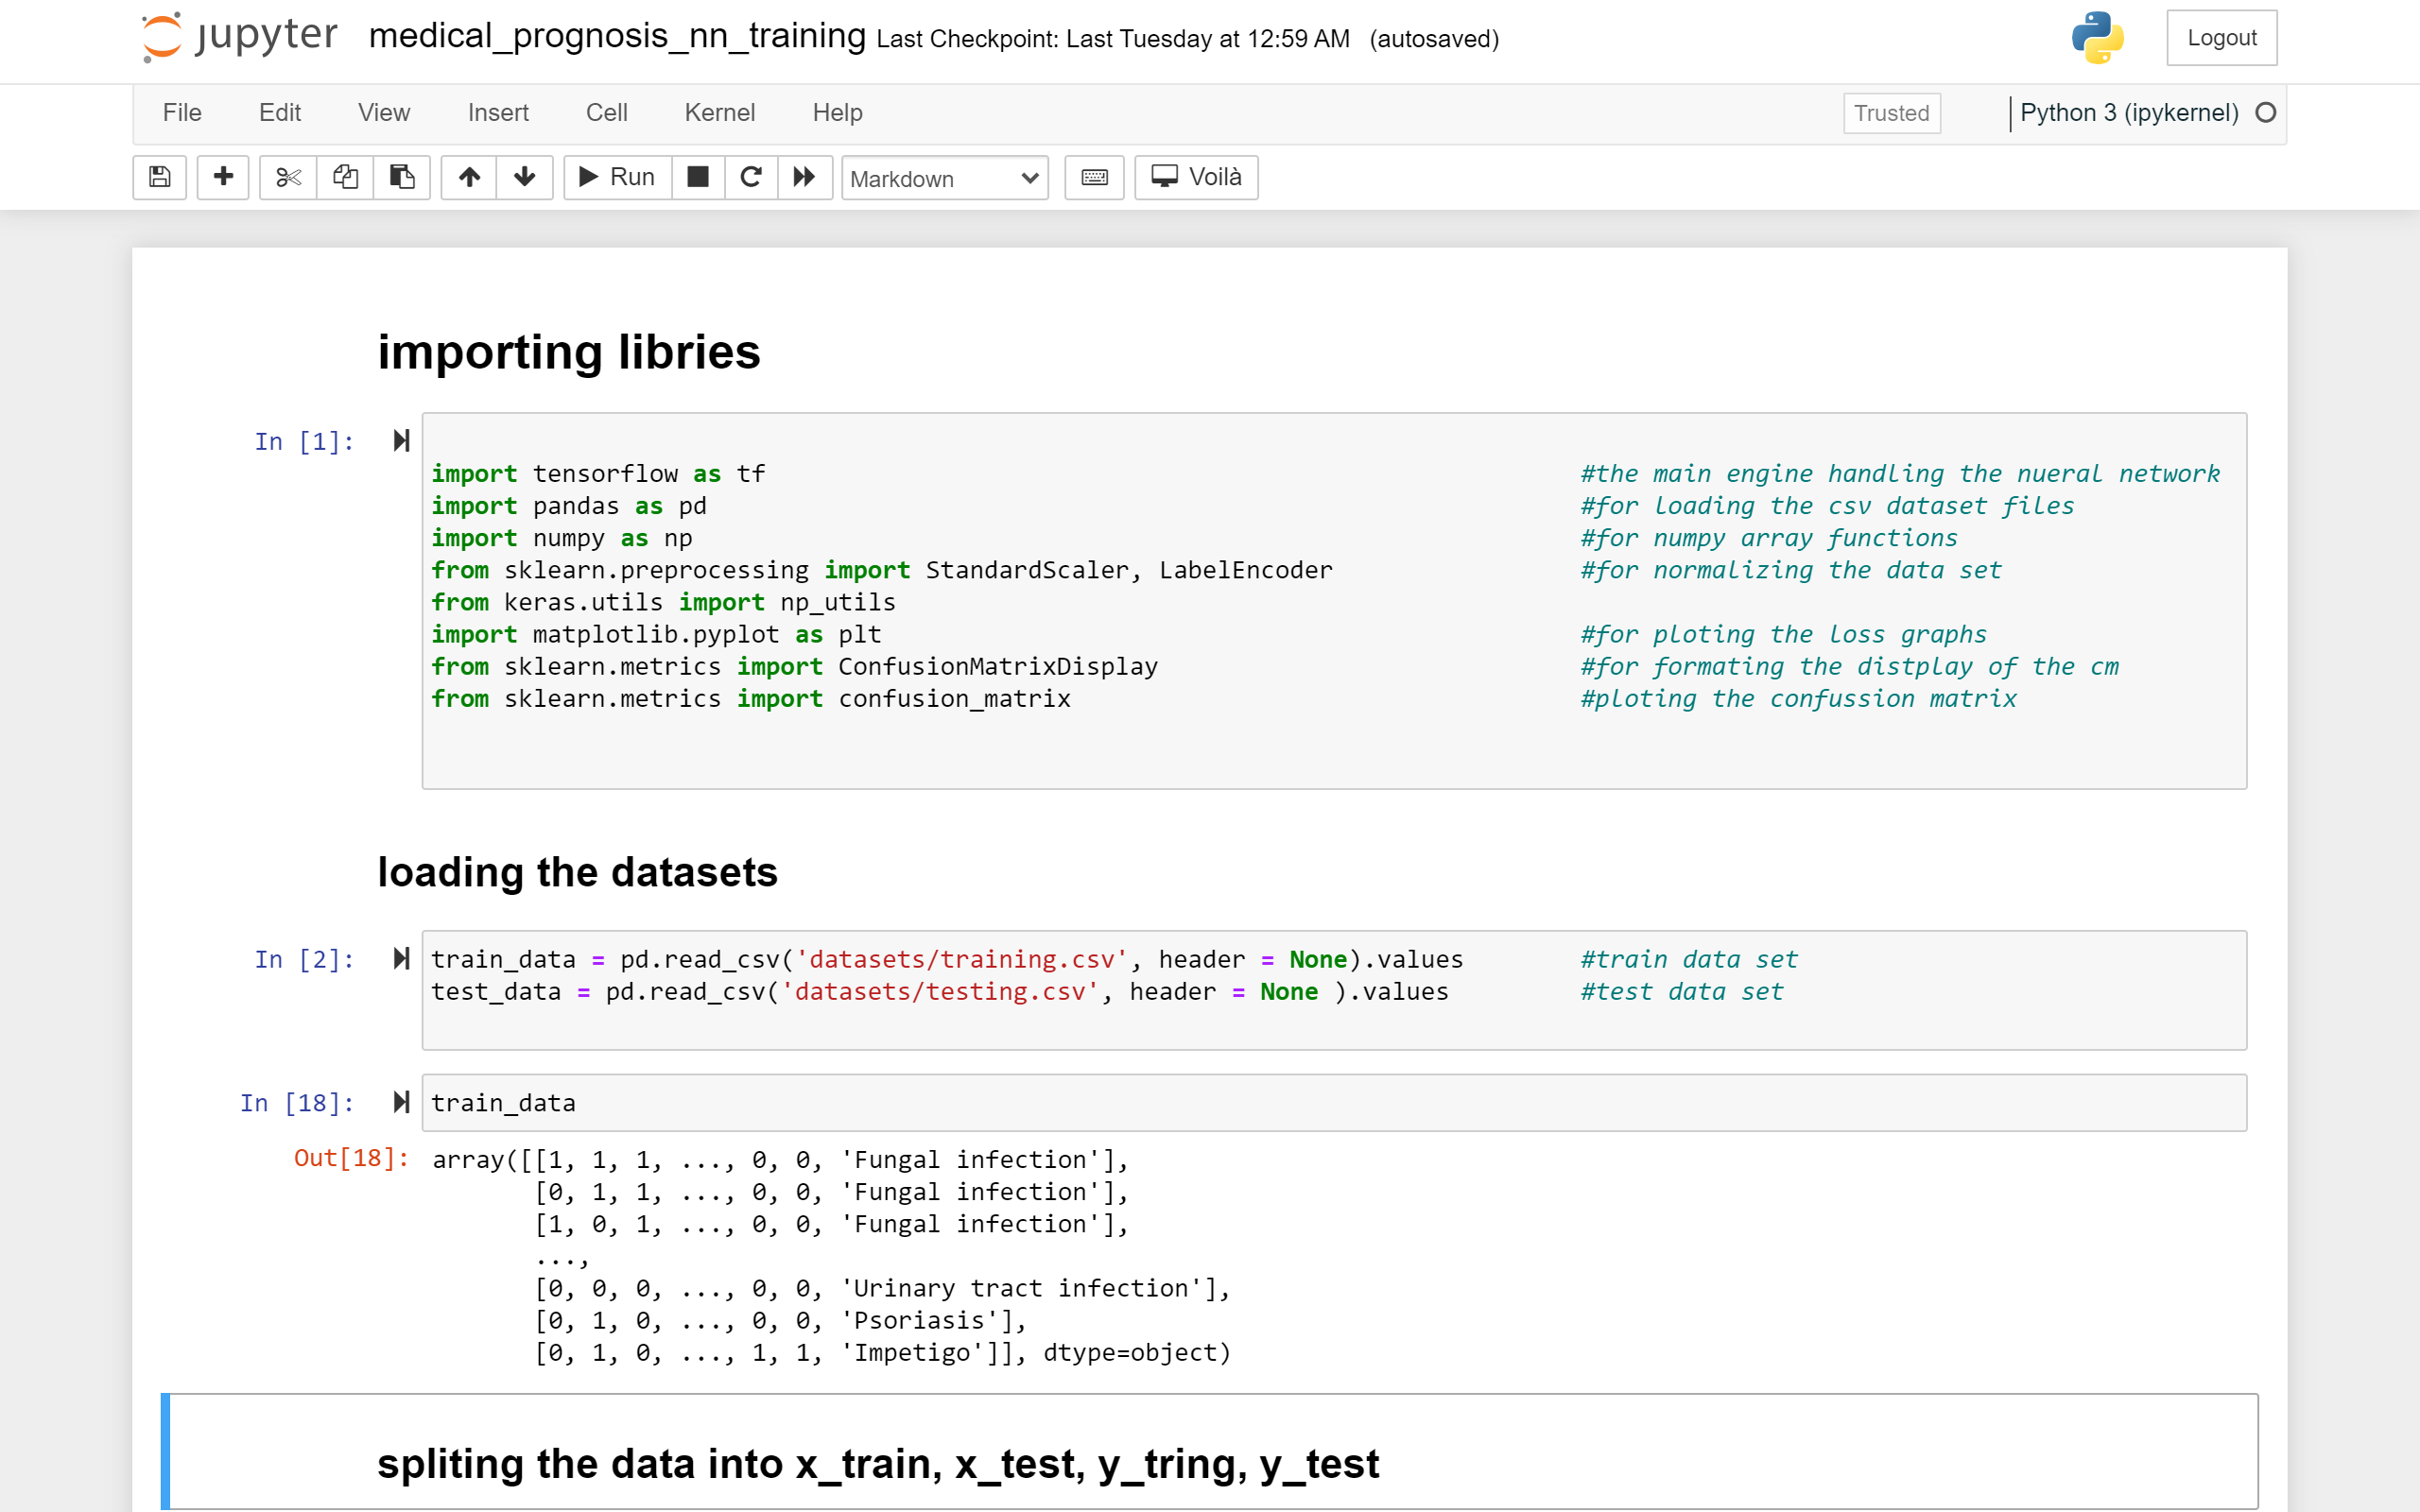 jupyter medical_prognosis_nn_training Last Checkpoint: Last Tuesday at 12:59 AM (autosaved) Logout
File Edit View Insert Cell Kernel Help Trusted Python 3 (ipykernel)
Run Markdown Voilà
importing libries
In [1]:
import tensorflow as tf #the main engine handling the nueral network
import pandas as pd #for loading the csv dataset files
import numpy as np #for numpy array functions
from sklearn.preprocessing import StandardScaler, LabelEncoder #for normalizing the data set
from keras.utils import np_utils
import matplotlib.pyplot as plt #for ploting the loss graphs
from sklearn.metrics import ConfusionMatrixDisplay #for formating the distplay of the cm
from sklearn.metrics import confusion_matrix #ploting the confussion matrix
loading the datasets
In [2]: train_data = pd.read_csv('datasets/training.csv', header = None).values #train data set
test_data = pd.read_csv('datasets/testing.csv', header = None ).values #test data set
In [18]: train_data
Out[18]: array([[1, 1, 1, ..., 0, 0, 'Fungal infection'],
[0, 1, 1, ..., 0, 0, 'Fungal infection'],
[1, 0, 1, ..., 0, 0, 'Fungal infection'],
...,
[0, 0, 0, ..., 0, 0, 'Urinary tract infection'],
[0, 1, 0, ..., 0, 0, 'Psoriasis'],
[0, 1, 0, ..., 1, 1, 'Impetigo']], dtype=object)
spliting the data into x_train, x_test, y_tring, y_test